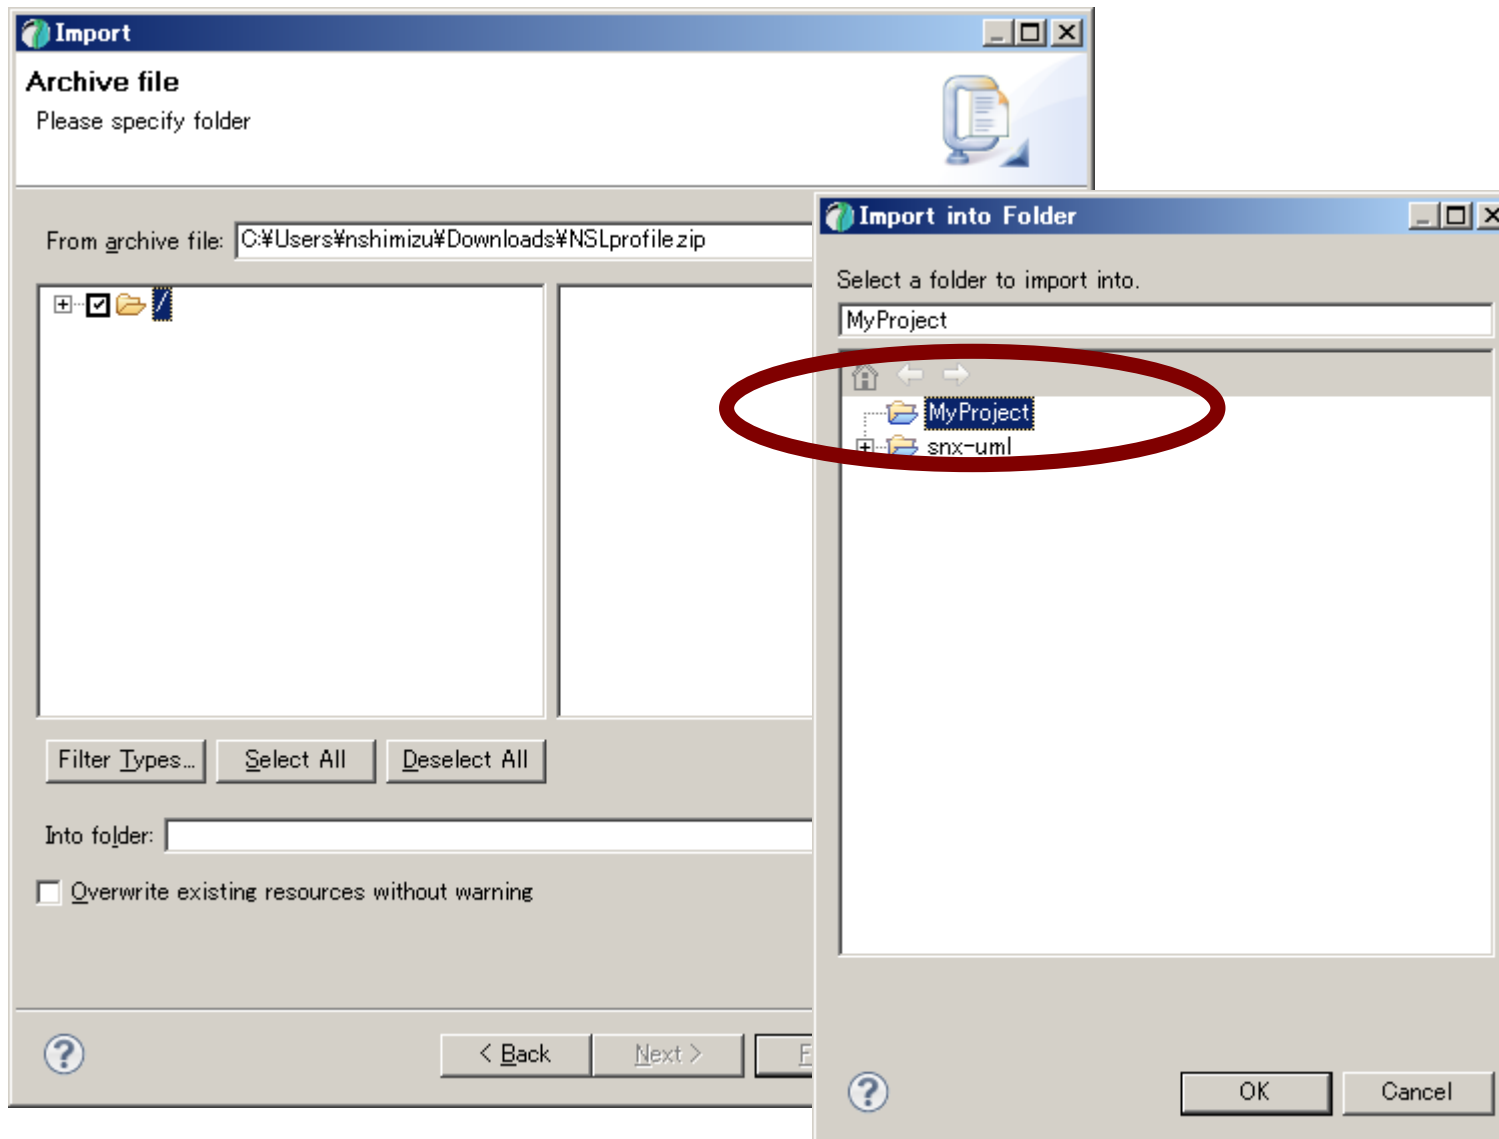 Import
Archive file
Please specify folder
From archive file: C:¥Users¥nshimizu¥Downloads¥NSLprofile.zip
/
Filter Types...
Select All
Deselect All
Into folder:
Overwrite existing resources without warning
< Back
Next >
F
Import into Folder
Select a folder to import into.
MyProject
MyProject
snx-uml
OK
Cancel